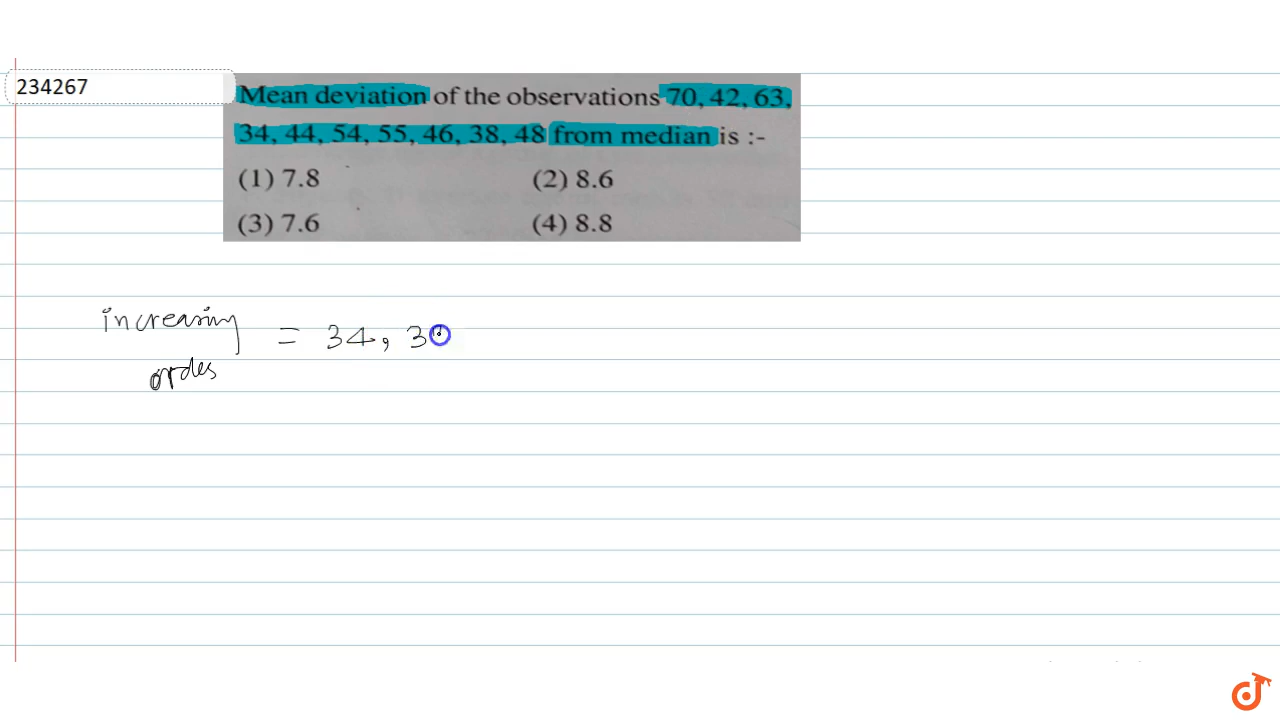 234267
Mean deviation of the observations 70, 42, 63,
34, 44, 54, 55, 46, 38, 48 from median is :-
(1) 7.8 (2) 8.6
(3) 7.6 (4) 8.8
increasing = 34, 38
order